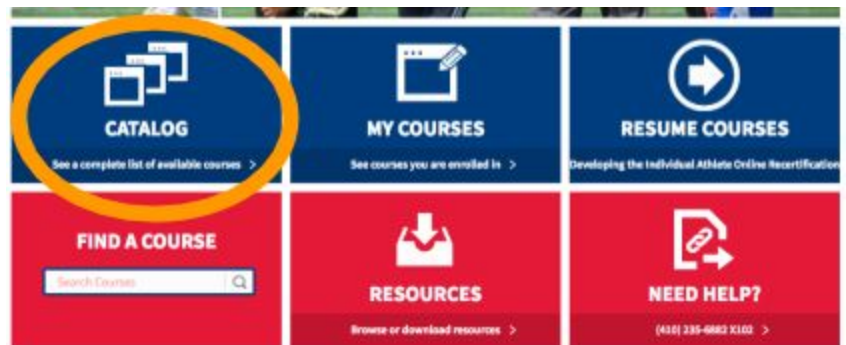 CATALOG
See a complete list of available courses >
MY COURSES
See courses you are enrolled in >
RESUME COURSES
Developing the Individual Athlete Online Recertification
FIND A COURSE
Search Courses
RESOURCES
Browse or download resources >
NEED HELP?
(410) 235-6882 X102 >